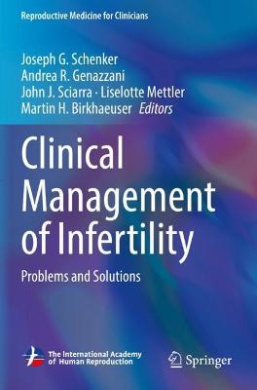 Reproductive Medicine for Clinicians
Joseph G. Schenker
Andrea R. Genazzani
John J. Sciarra · Liselotte Mettler
Martin H. Birkhaeuser Editors
Clinical
Management
of Infertility
Problems and Solutions
The International Academy
of Human Reproduction
Springer